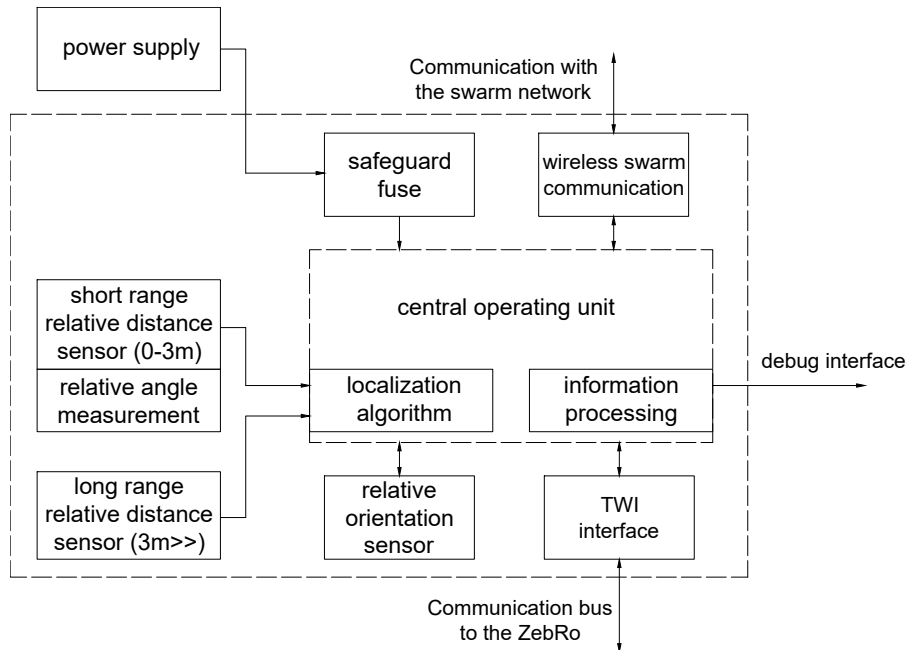 power supply
Communication with
the swarm network
safeguard
fuse
wireless swarm
communication
short range
relative distance
sensor (0-3m)
central operating unit
debug interface
relative angle
measurement
localization
algorithm
information
processing
long range
relative distance
sensor (3m>>)
relative
orientation
sensor
TWI
interface
Communication bus
to the ZebRo